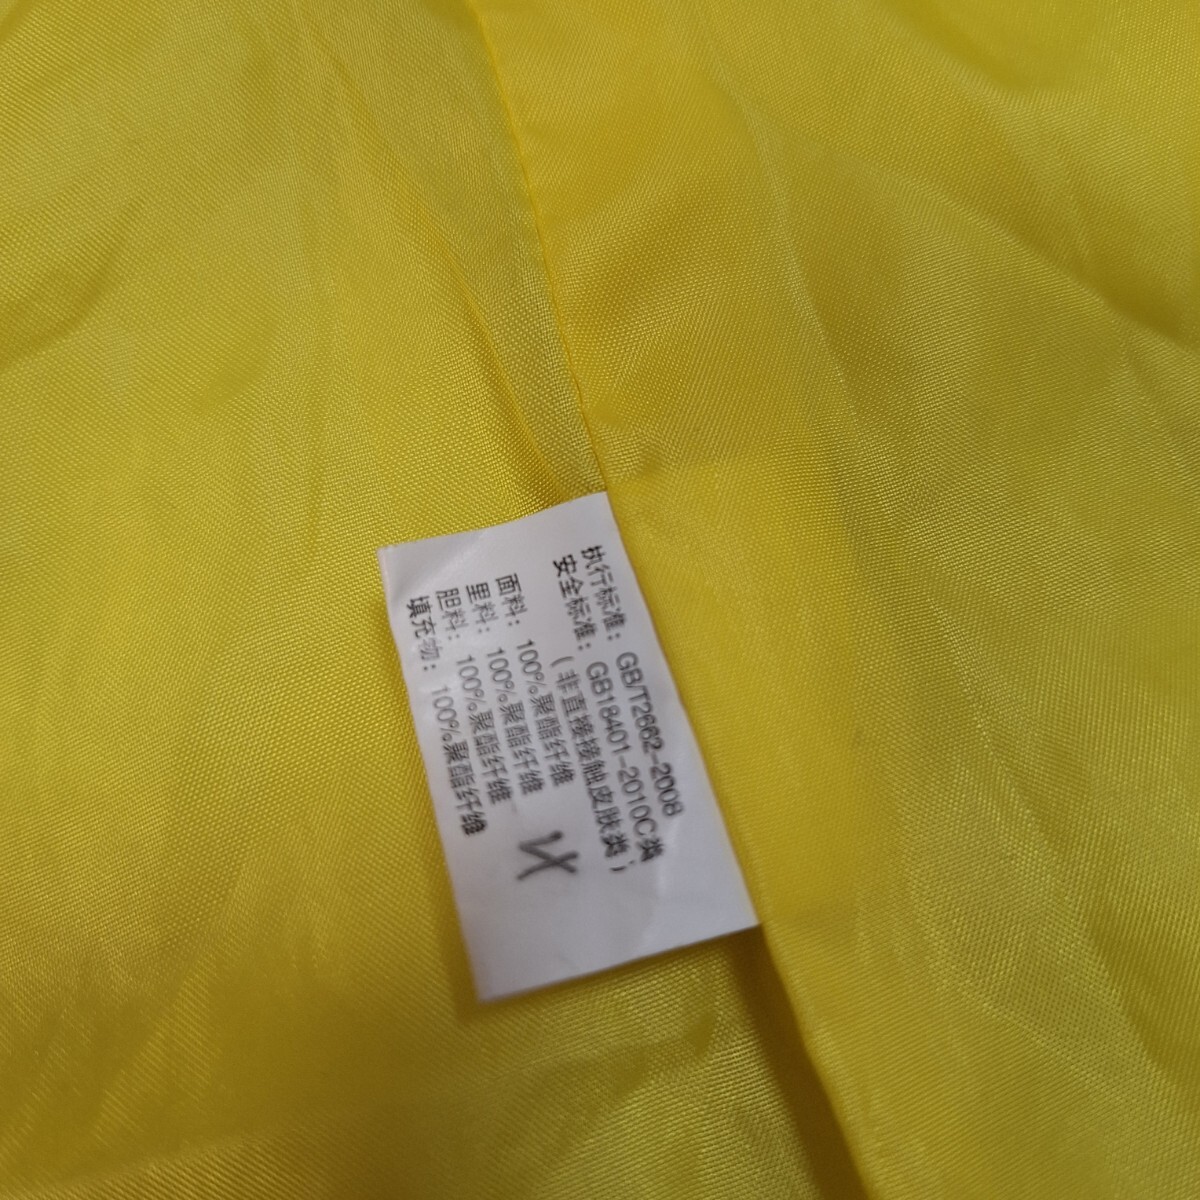 执行标准：GB/T2662-2008
安全标准：GB18401-2010C类
（非直接接触皮肤类）
面料：100%聚酯纤维
里料：100%聚酯纤维
胆料：100%聚酯纤维
填充物：100%聚酯纤维